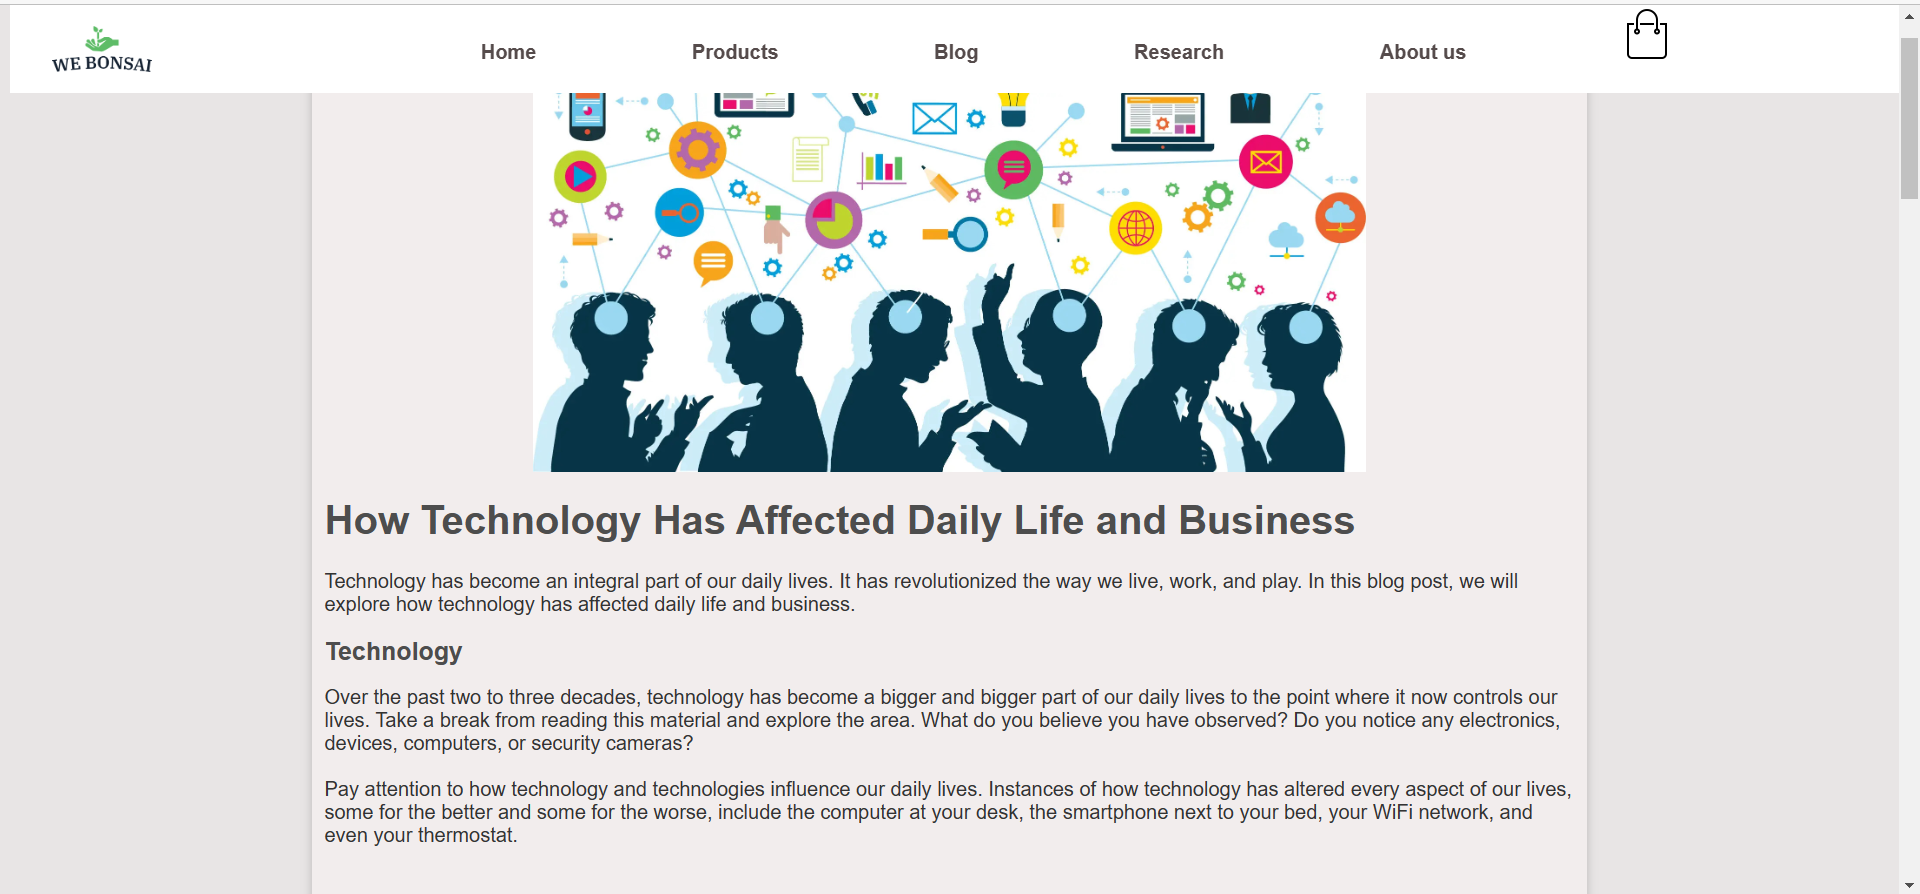 WE BONSAI
Home Products Blog Research About us
How Technology Has Affected Daily Life and Business
Technology has become an integral part of our daily lives. It has revolutionized the way we live, work, and play. In this blog post, we will
explore how technology has affected daily life and business.
Technology
Over the past two to three decades, technology has become a bigger and bigger part of our daily lives to the point where it now controls our
lives. Take a break from reading this material and explore the area. What do you believe you have observed? Do you notice any electronics,
devices, computers, or security cameras?
Pay attention to how technology and technologies influence our daily lives. Instances of how technology has altered every aspect of our lives,
some for the better and some for the worse, include the computer at your desk, the smartphone next to your bed, your WiFi network, and
even your thermostat.